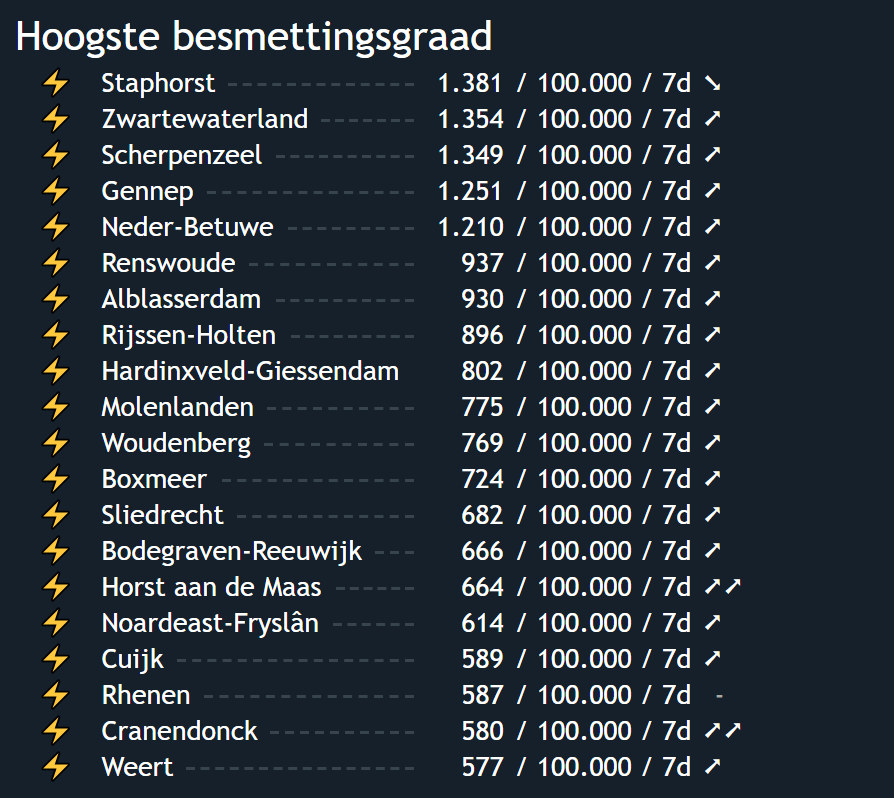 Hoogste besmettingsgraad
⚡ Staphorst ------------- 1.381 / 100.000 / 7d ➘
⚡ Zwartewaterland ------- 1.354 / 100.000 / 7d ➚
⚡ Scherpenzeel ---------- 1.349 / 100.000 / 7d ➚
⚡ Gennep -------------- 1.251 / 100.000 / 7d ➚
⚡ Neder-Betuwe --------- 1.210 / 100.000 / 7d ➚
⚡ Renswoude ------------ 937 / 100.000 / 7d ➚
⚡ Alblasserdam ---------- 930 / 100.000 / 7d ➚
⚡ Rijssen-Holten --------- 896 / 100.000 / 7d ➚
⚡ Hardinxveld-Giessendam 802 / 100.000 / 7d ➚
⚡ Molenlanden ---------- 775 / 100.000 / 7d ➚
⚡ Woudenberg ---------- 769 / 100.000 / 7d ➚
⚡ Boxmeer ------------- 724 / 100.000 / 7d ➚
⚡ Sliedrecht ------------ 682 / 100.000 / 7d ➚
⚡ Bodegraven-Reeuwijk --- 666 / 100.000 / 7d ➚
⚡ Horst aan de Maas ------ 664 / 100.000 / 7d ➚➚
⚡ Noardeast-Fryslân ------ 614 / 100.000 / 7d ➚
⚡ Cuijk ---------------- 589 / 100.000 / 7d ➚
⚡ Rhenen -------------- 587 / 100.000 / 7d -
⚡ Cranendonck ---------- 580 / 100.000 / 7d ➚➚
⚡ Weert --------------- 577 / 100.000 / 7d ➚